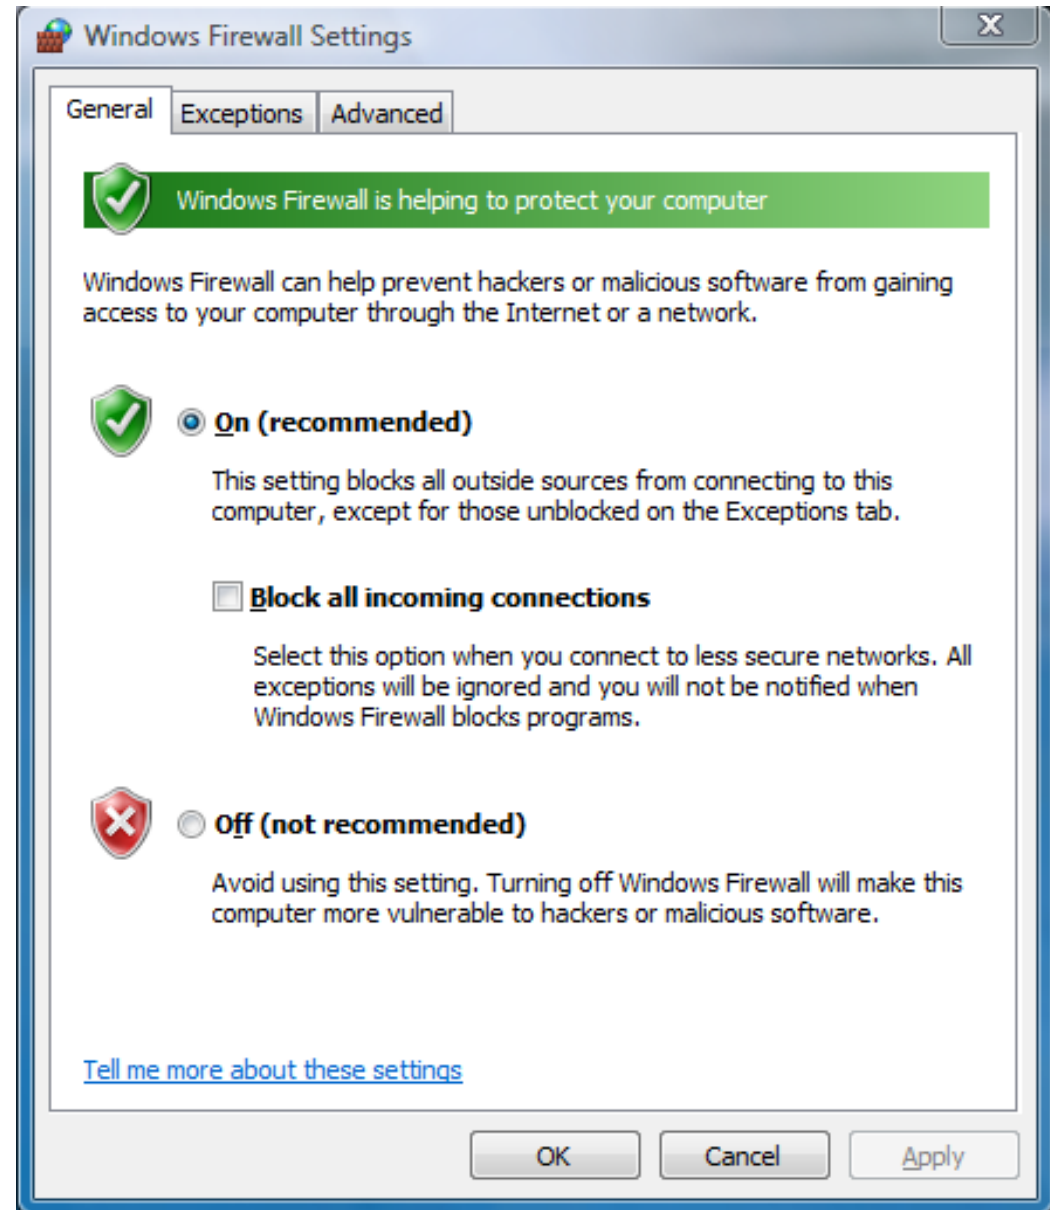 Windows Firewall Settings
General
Exceptions
Advanced
Windows Firewall is helping to protect your computer
Windows Firewall can help prevent hackers or malicious software from gaining
access to your computer through the Internet or a network.
On (recommended)
This setting blocks all outside sources from connecting to this
computer, except for those unblocked on the Exceptions tab.
Block all incoming connections
Select this option when you connect to less secure networks. All
exceptions will be ignored and you will not be notified when
Windows Firewall blocks programs.
Off (not recommended)
Avoid using this setting. Turning off Windows Firewall will make this
computer more vulnerable to hackers or malicious software.
Tell me more about these settings
OK
Cancel
Apply